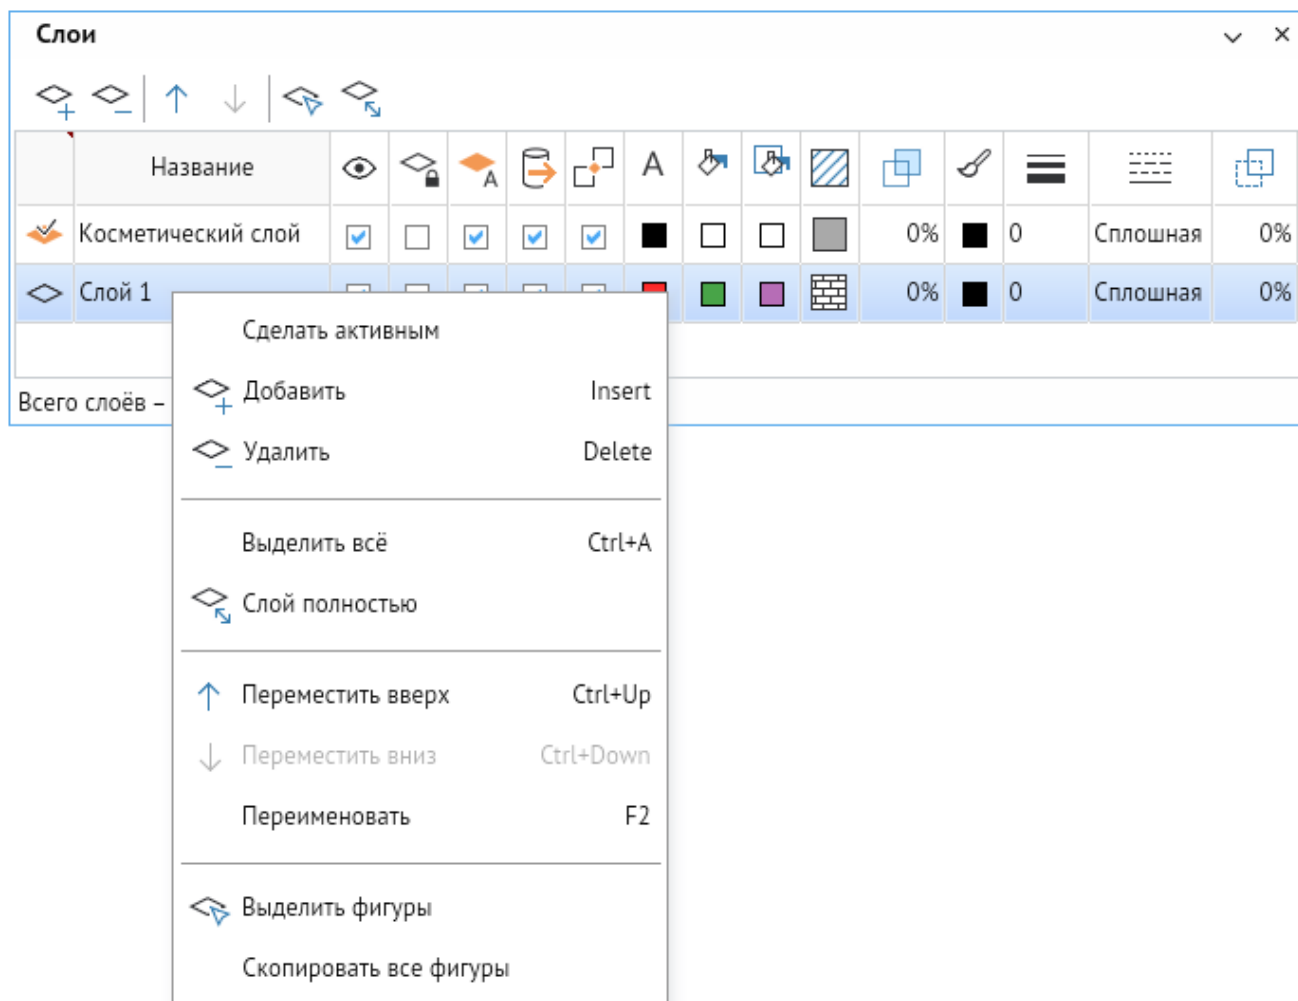 Слои
Название A A
Косметический слой 0% 0 Сплошная 0%
Слой 1 0% 0 Сплошная 0%
Всего слоёв –
Сделать активным
Добавить Insert
Удалить Delete
Выделить всё Ctrl+A
Слой полностью
Переместить вверх Ctrl+Up
Переместить вниз Ctrl+Down
Переименовать F2
Выделить фигуры
Скопировать все фигуры